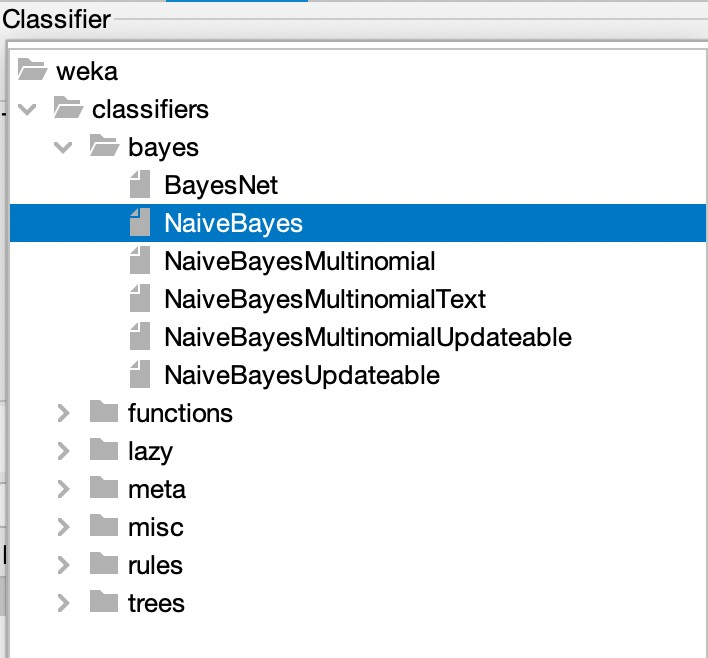 Classifier
weka
classifiers
bayes
BayesNet
NaiveBayes
NaiveBayesMultinomial
NaiveBayesMultinomialText
NaiveBayesMultinomialUpdateable
NaiveBayesUpdateable
functions
lazy
meta
misc
rules
trees